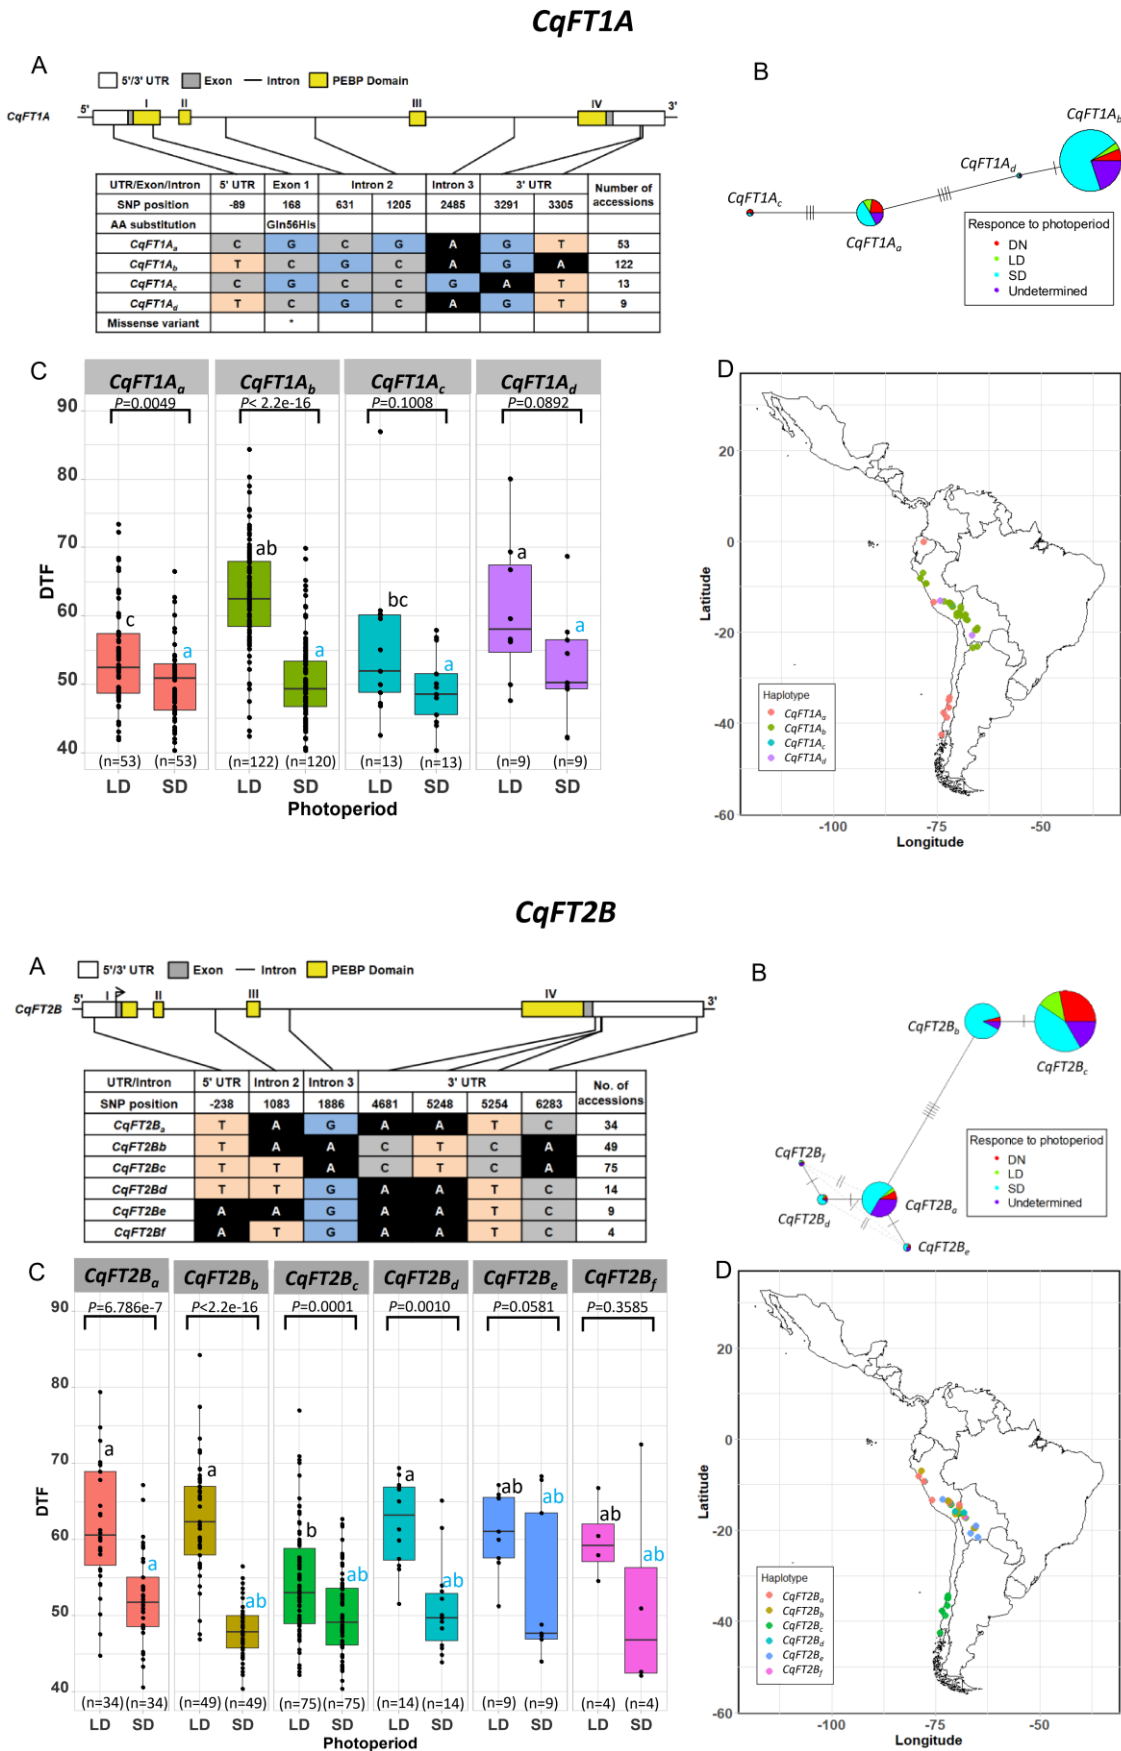 CqFT1A
A
5'/3' UTR Exon Intron PEBP Domain
5' I II III IV 3'
CqFT1A
UTR/Exon/Intron 5' UTR Exon 1 Intron 2 Intron 3 3' UTR Number of accessions
SNP position -89 168 631 1205 2485 3291 3305
AA substitution Gln56His
CqFT1Aa C G C G A G T 53
CqFT1Ab T C G C A G A 122
CqFT1Ac C G C C G A T 13
CqFT1Ad T C G C A G T 9
Missense variant *
B
CqFT1Ab
CqFT1Ad
CqFT1Ac
CqFT1Aa
Responce to photoperiod
DN
LD
SD
Undetermined
C
CqFT1Aa CqFT1Ab CqFT1Ac CqFT1Ad
P=0.0049 P< 2.2e-16 P=0.1008 P=0.0892
90
80
70
60
50
40
DTF
c a ab a bc a a a
(n=53) (n=53) (n=122) (n=120) (n=13) (n=13) (n=9) (n=9)
LD SD LD SD LD SD LD SD
Photoperiod
D
20
0
-20
-40
-60
Latitude
Haplotype
CqFT1Aa
CqFT1Ab
CqFT1Ac
CqFT1Ad
-100 -75 -50
Longitude
CqFT2B
A
5'/3' UTR Exon Intron PEBP Domain
5' I II III IV 3'
CqFT2B
UTR/Intron 5' UTR Intron 2 Intron 3 3' UTR No. of accessions
SNP position -238 1083 1886 4681 5248 5254 6283
CqFT2Ba T A G A A T C 34
CqFT2Bb T A A C T C A 49
CqFT2Bc T T A C T C A 75
CqFT2Bd T T G A A T C 14
CqFT2Be A A G A A T C 9
CqFT2Bf A T G A A T C 4
B
CqFT2Bb
CqFT2Bc
CqFT2Bf
CqFT2Bd
CqFT2Ba
CqFT2Be
Responce to photoperiod
DN
LD
SD
Undetermined
C
CqFT2Ba CqFT2Bb CqFT2Bc CqFT2Bd CqFT2Be CqFT2Bf
P=6.786e-7 P<2.2e-16 P=0.0001 P=0.0010 P=0.0581 P=0.3585
90
80
70
60
50
40
DTF
a a a ab b ab a ab ab ab ab ab
(n=34) (n=34) (n=49) (n=49) (n=75) (n=75) (n=14) (n=14) (n=9) (n=9) (n=4) (n=4)
LD SD LD SD LD SD LD SD LD SD LD SD
Photoperiod
D
20
0
-20
-40
-60
Latitude
Haplotype
CqFT2Ba
CqFT2Bb
CqFT2Bc
CqFT2Bd
CqFT2Be
CqFT2Bf
-100 -75 -50
Longitude